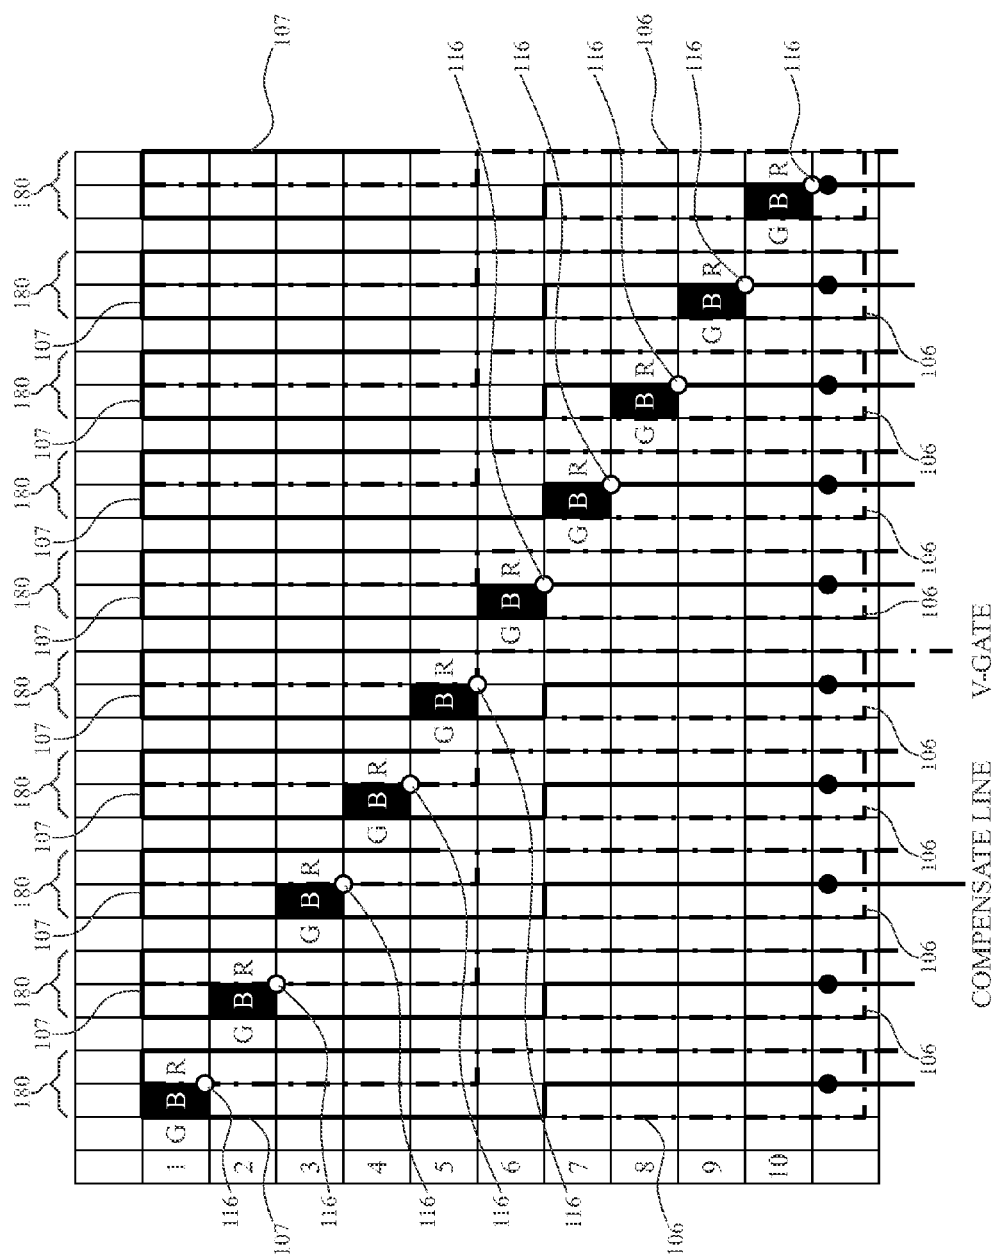 180 180 180 180 180 180 180 180 180 180
107 107 107 107 107 107 107 107
1 G B R
116
2 G B R
107 107
3 G B R
116
4 G B R
116 116
5 G B R
116 116
6 G B R
116 116
7 G B R
8 G B R 106
106 116
9 G B R
10 G B R 116
106 106 106 106 106 106 106 106
COMPENSATE LINE V-GATE